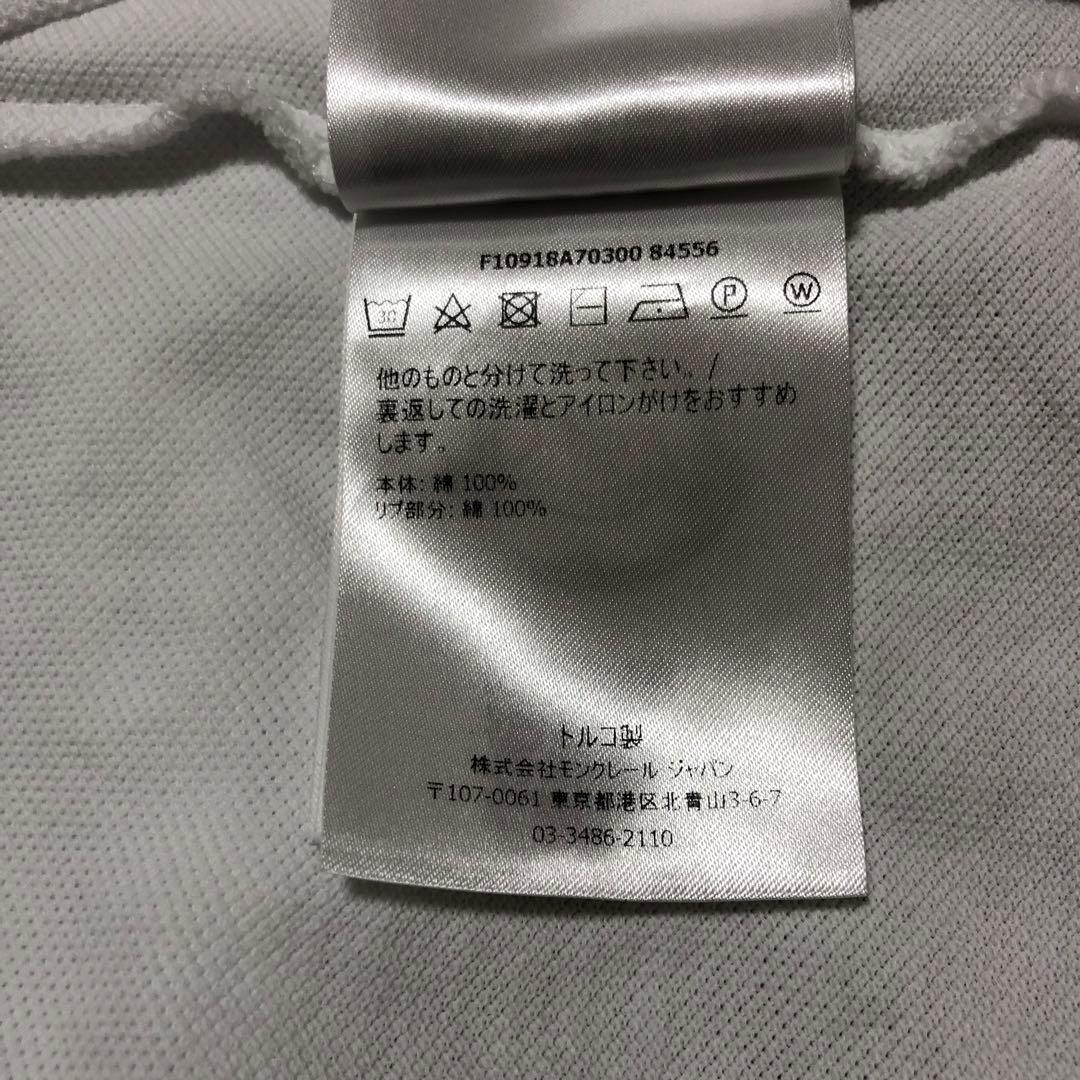 F10918A70300 84556
30 P W
他のものと分けて洗って下さい。/
裏返しての洗濯とアイロンがけをおすすめ
します。
本体: 綿 100%
リブ部分: 綿 100%
トルコ製
株式会社モンクレール ジャパン
〒107-0061 東京都港区北青山3-6-7
03-3486-2110